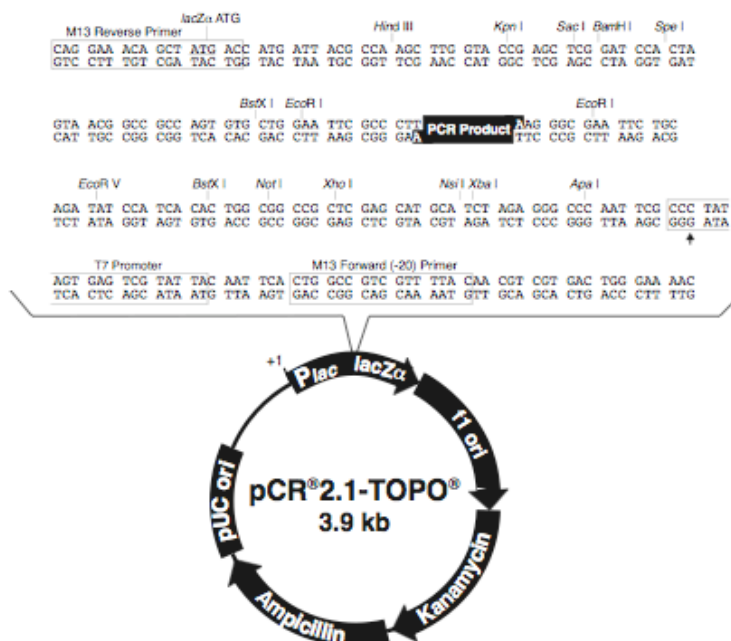 lacZα ATG
M13 Reverse Primer Hind III Kpn I Sac I BamH I Spe I
CAG GAA ACA GCT ATG ACC ATG ATT ACG CCA AGC TTG GTA CCG AGC TCG GAT CCA CTA
GTC CTT TGT CGA TAC TGG TAC TAA TGC GGT TCG AAC CAT GGC TCG AGC CTA GGT GAT
BstX I EcoR I EcoR I
GTA ACG GCC GCC AGT GTG CTG GAA TTC GCC CTT PCR Product AAG GGC GAA TTC TGC
CAT TGC CGG CGG TCA CAC GAC CTT AAG CGG GAA TTC CCG CTT AAG ACG
EcoR V BstX I Not I Xho I Nsi I Xba I Apa I
AGA TAT CCA TCA CAC TGG CGG CCG CTC GAG CAT GCA TCT AGA GGG CCC AAT TCG CCC TAT
TCT ATA GGT AGT GTG ACC GCC GGC GAG CTC GTA CGT AGA TCT CCC GGG TTA AGC GGG ATA
T7 Promoter M13 Forward (-20) Primer
AGT GAG TCG TAT TAC AAT TCA CTG GCC GTC GTT TTA CAA CGT CGT GAC TGG GAA AAC
TCA CTC AGC ATA ATG TTA AGT GAC CGG CAG CAA AAT GTT GCA GCA CTG ACC CTT TTG
+1
Plac lacZα
f1 ori
Kanamycin
Ampicillin
pUC ori
pCR®2.1-TOPO®
3.9 kb